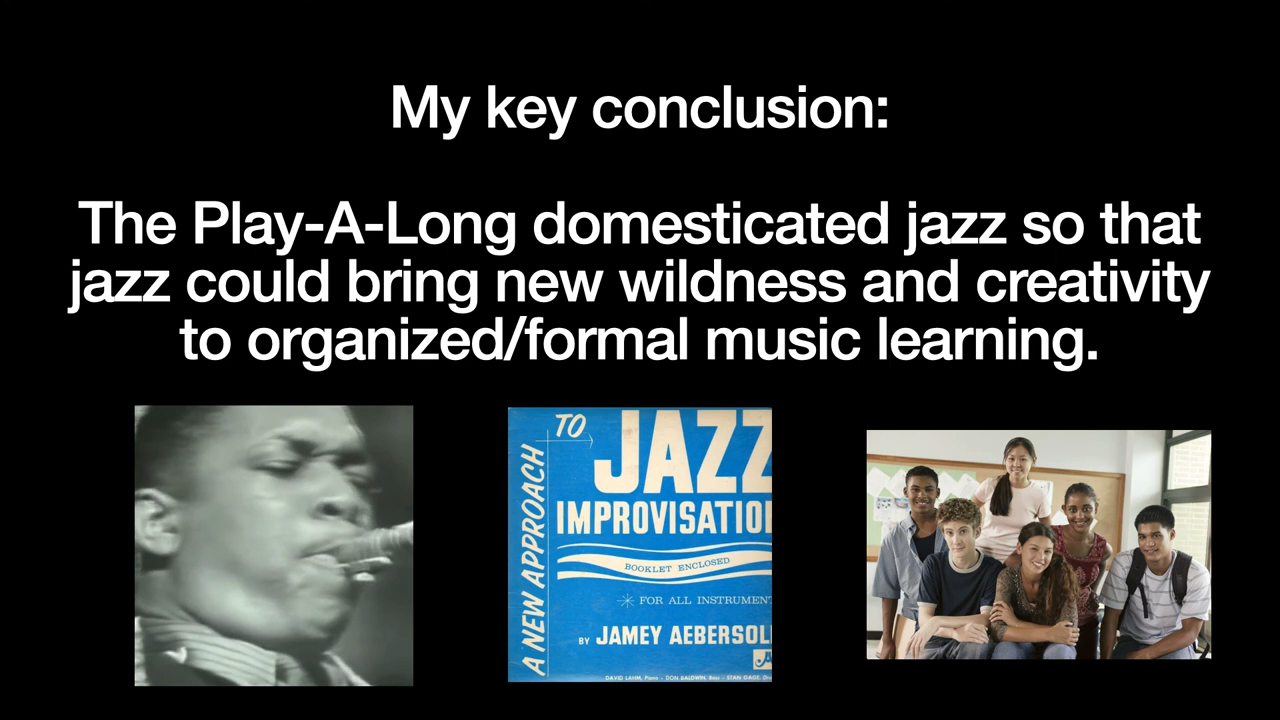 My key conclusion:
The Play-A-Long domesticated jazz so that
jazz could bring new wildness and creativity
to organized/formal music learning.
A NEW APPROACH
TO
JAZZ
IMPROVISATIO
BOOKLET ENCLOSED
FOR ALL INSTRUMENT
BY JAMEY AEBERSOL
DAVID LAHM, Piano - DON BALDWIN, Bass - STAN GAGE, Dr